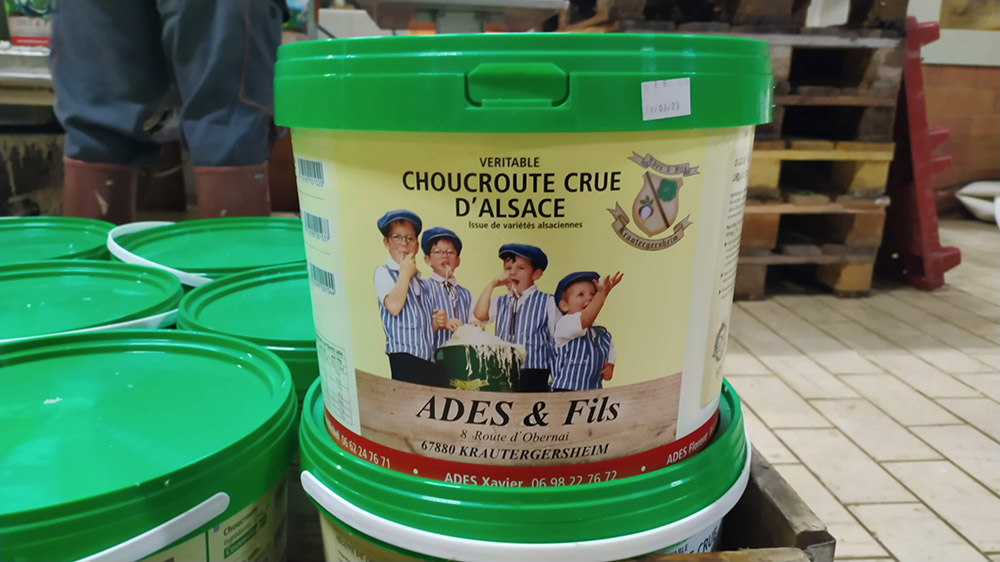 VERITABLE
CHOUCROUTE CRUE
D'ALSACE
Issue de variétés alsaciennes
Krautergersheim
ADES & Fils
8 Route d'Obernai
67880 KRAUTERGERSHEIM
06 62 24 76 71 • ADES Xavier 06 98 22 76 72 • ADES Florent
Choucroute